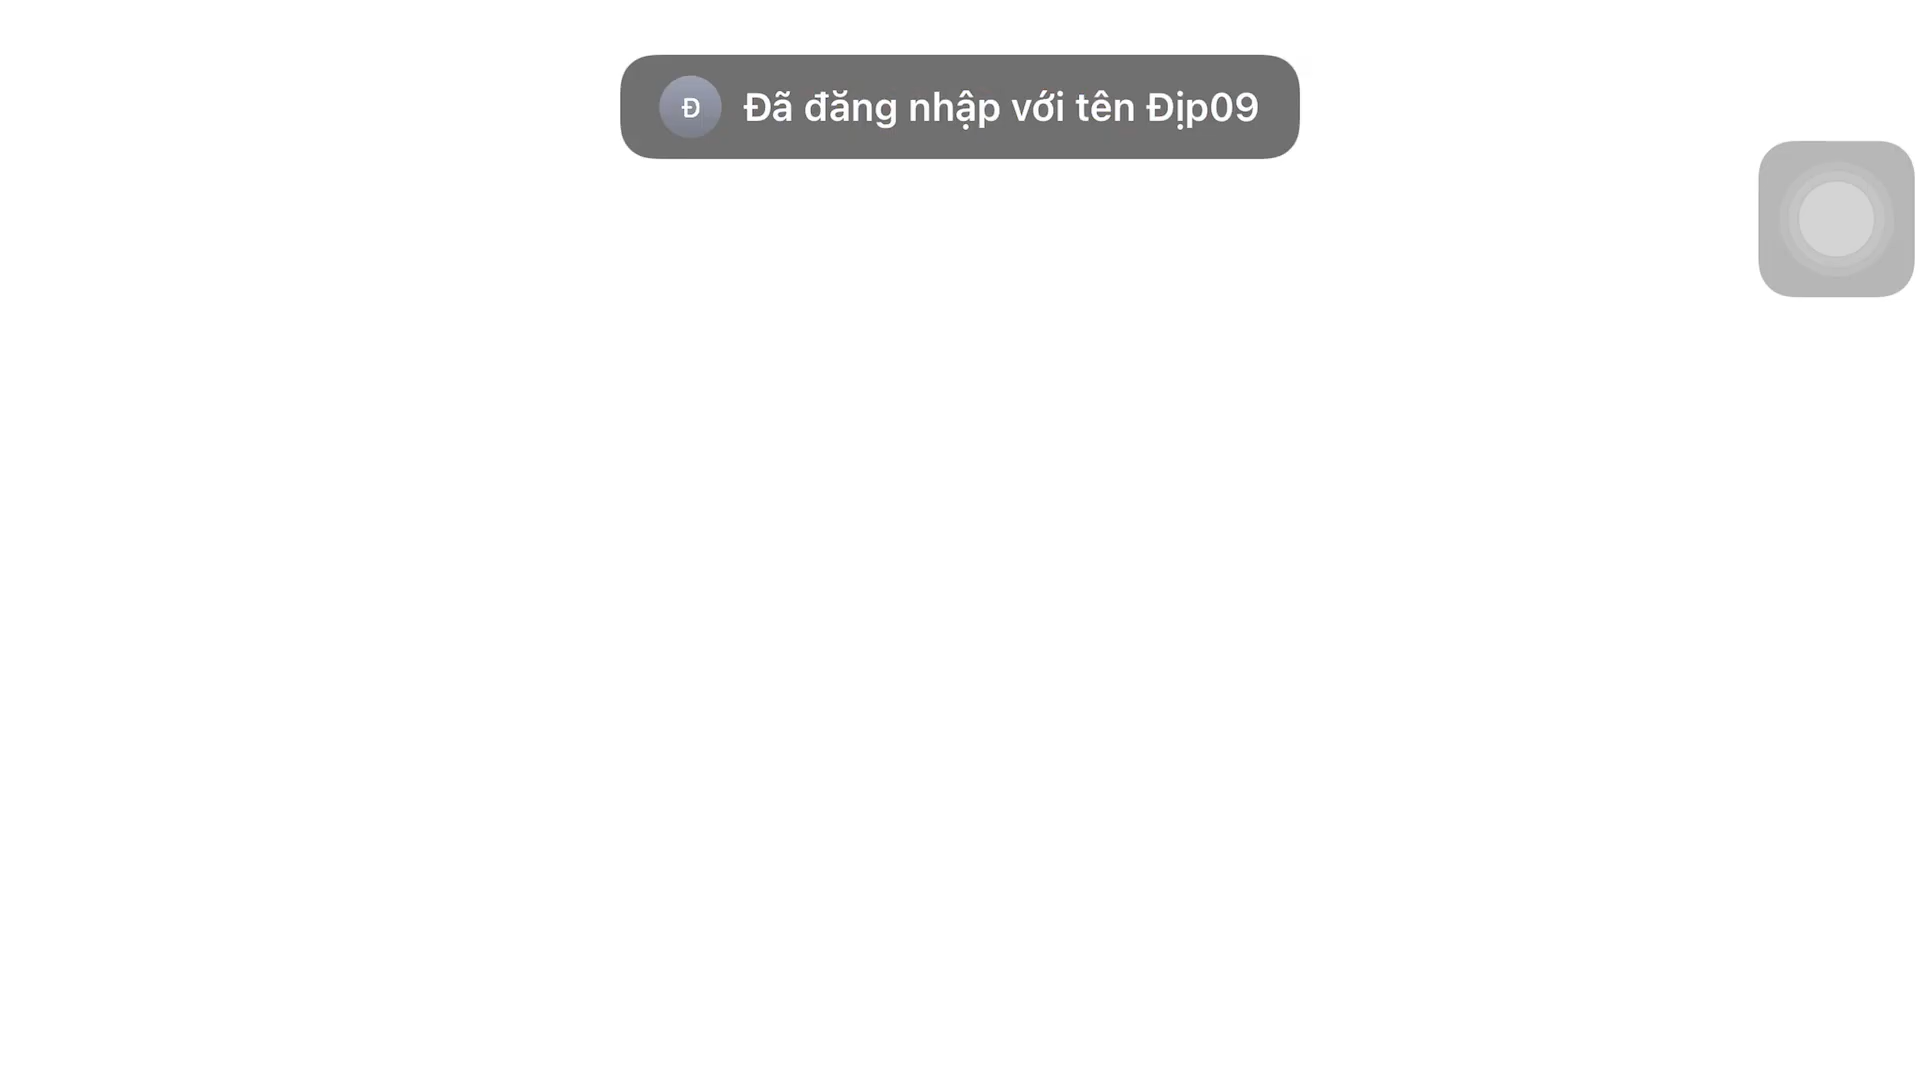 Đ Đã đăng nhập với tên Địp09